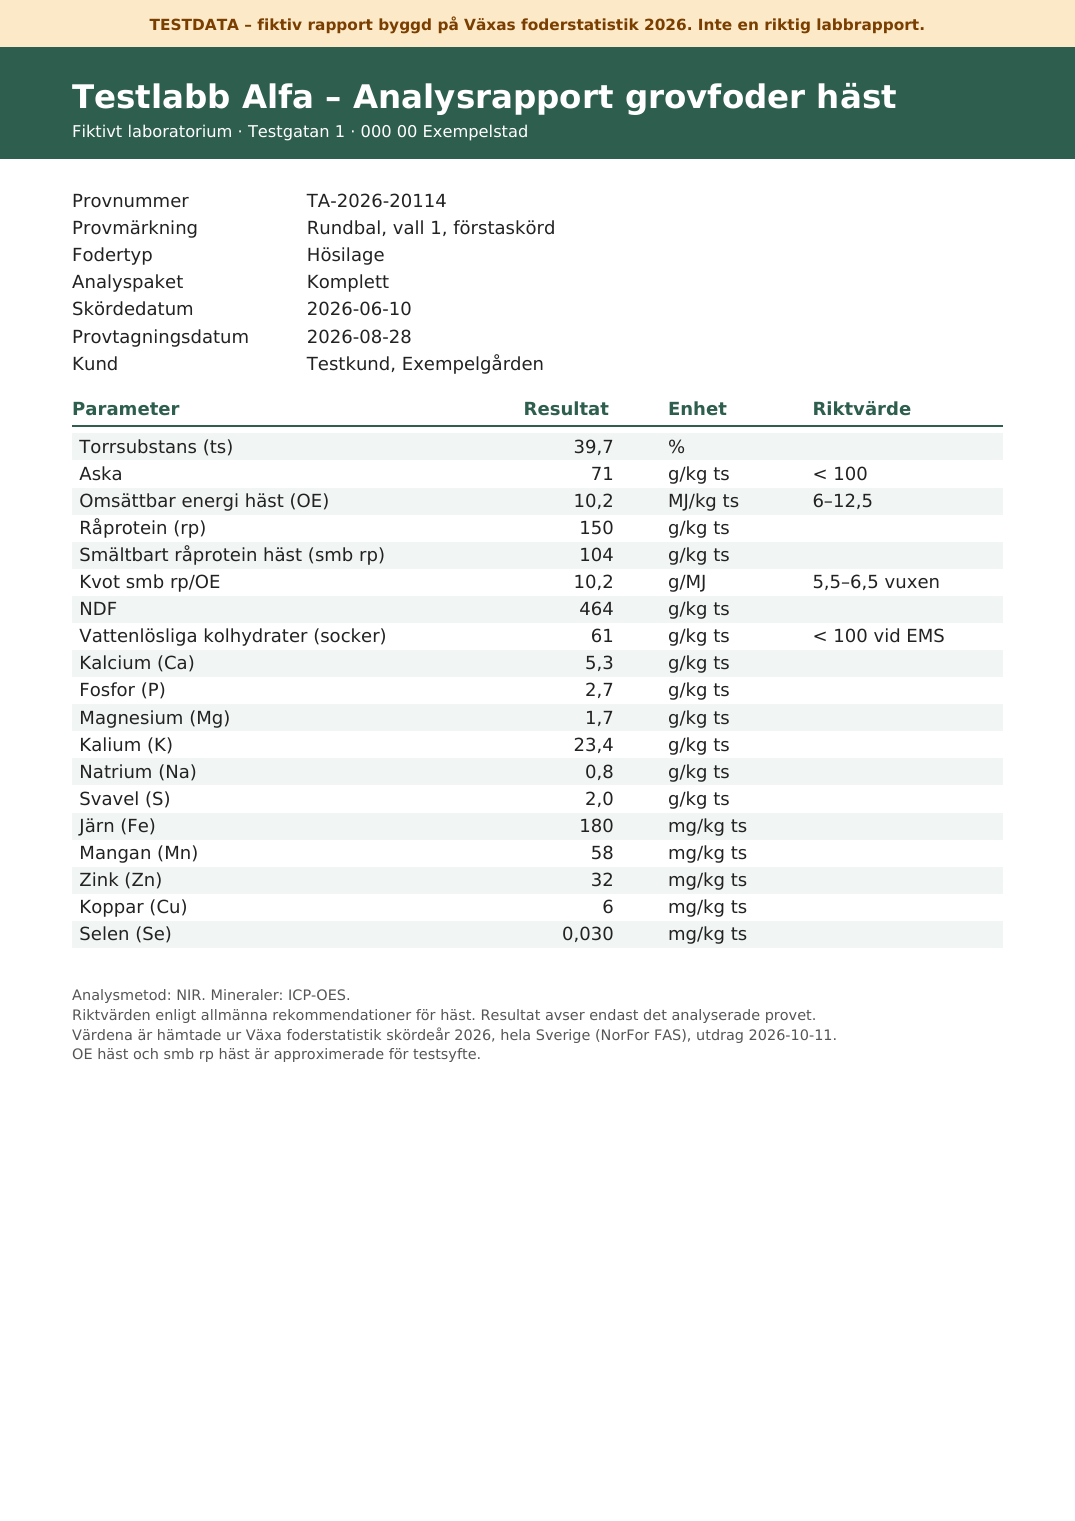 TESTDATA – fiktiv rapport byggd på Växas foderstatistik 2026. Inte en riktig labbrapport.
Testlabb Alfa – Analysrapport grovfoder häst
Fiktivt laboratorium · Testgatan 1 · 000 00 Exempelstad
Provnummer TA-2026-20114
Provmärkning Rundbal, vall 1, förstaskörd
Fodertyp Hösilage
Analyspaket Komplett
Skördedatum 2026-06-10
Provtagningsdatum 2026-08-28
Kund Testkund, Exempelgården
Parameter Resultat Enhet Riktvärde
Torrsubstans (ts) 39,7 %
Aska 71 g/kg ts < 100
Omsättbar energi häst (OE) 10,2 MJ/kg ts 6–12,5
Råprotein (rp) 150 g/kg ts
Smältbart råprotein häst (smb rp) 104 g/kg ts
Kvot smb rp/OE 10,2 g/MJ 5,5–6,5 vuxen
NDF 464 g/kg ts
Vattenlösliga kolhydrater (socker) 61 g/kg ts < 100 vid EMS
Kalcium (Ca) 5,3 g/kg ts
Fosfor (P) 2,7 g/kg ts
Magnesium (Mg) 1,7 g/kg ts
Kalium (K) 23,4 g/kg ts
Natrium (Na) 0,8 g/kg ts
Svavel (S) 2,0 g/kg ts
Järn (Fe) 180 mg/kg ts
Mangan (Mn) 58 mg/kg ts
Zink (Zn) 32 mg/kg ts
Koppar (Cu) 6 mg/kg ts
Selen (Se) 0,030 mg/kg ts
Analysmetod: NIR. Mineraler: ICP-OES.
Riktvärden enligt allmänna rekommendationer för häst. Resultat avser endast det analyserade provet.
Värdena är hämtade ur Växa foderstatistik skördeår 2026, hela Sverige (NorFor FAS), utdrag 2026-10-11.
OE häst och smb rp häst är approximerade för testsyfte.